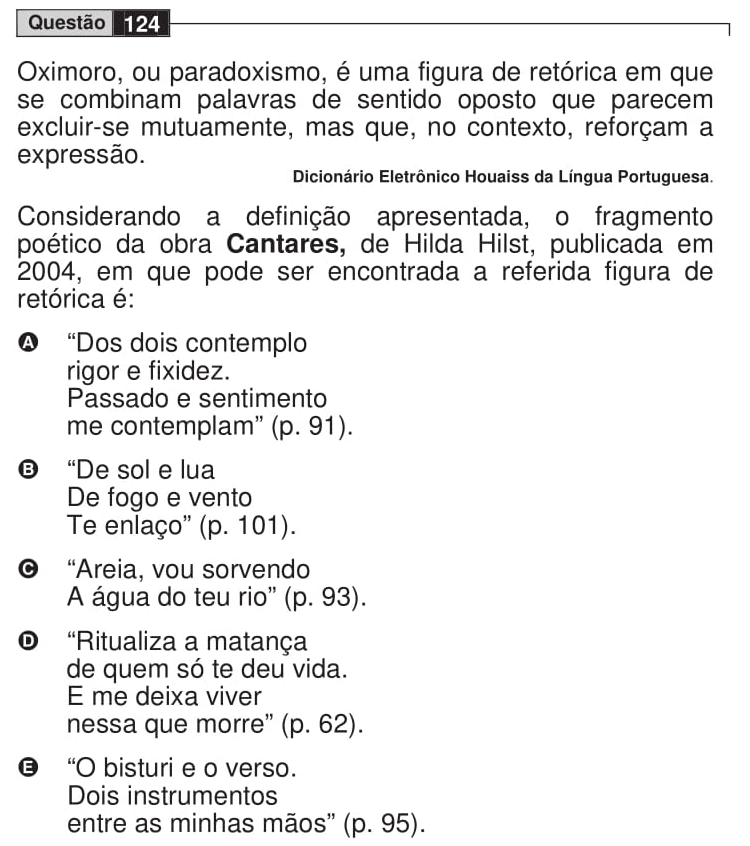 Questão 124
Oximoro, ou paradoxismo, é uma figura de retórica em que
se combinam palavras de sentido oposto que parecem
excluir-se mutuamente, mas que, no contexto, reforçam a
expressão.
Dicionário Eletrônico Houaiss da Língua Portuguesa.
Considerando a definição apresentada, o fragmento
poético da obra Cantares, de Hilda Hilst, publicada em
2004, em que pode ser encontrada a referida figura de
retórica é:
A “Dos dois contemplo
rigor e fixidez.
Passado e sentimento
me contemplam” (p. 91).
B “De sol e lua
De fogo e vento
Te enlaço” (p. 101).
C “Areia, vou sorvendo
A água do teu rio” (p. 93).
D “Ritualiza a matança
de quem só te deu vida.
E me deixa viver
nessa que morre” (p. 62).
E “O bisturi e o verso.
Dois instrumentos
entre as minhas mãos” (p. 95).